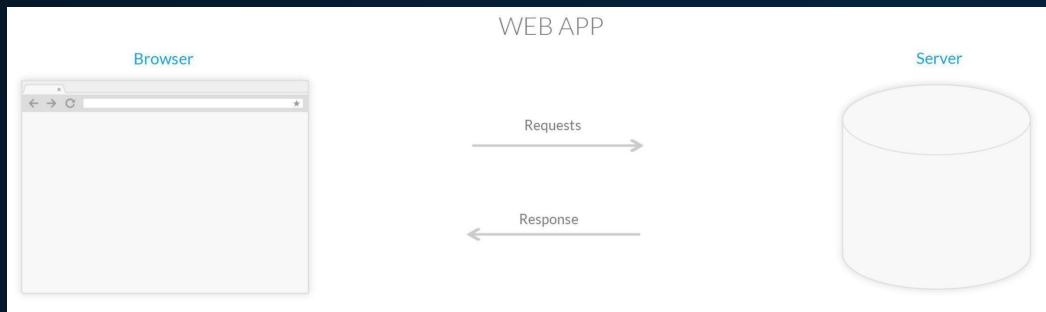 WEB APP
Browser
Server
Requests
Response